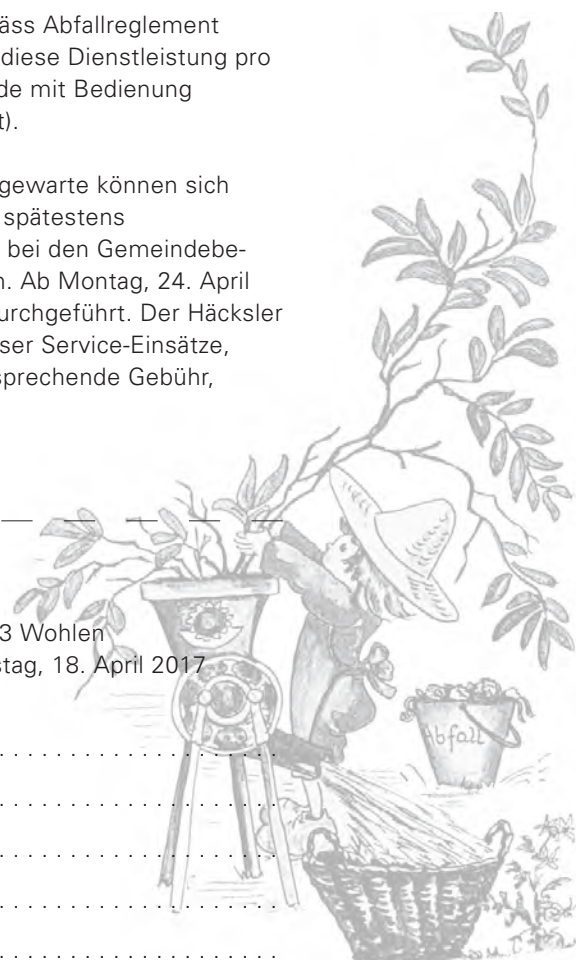 äss Abfallreglement
diese Dienstleistung pro
de mit Bedienung
t).
gewarte können sich
spätestens
bei den Gemeindebe-
n. Ab Montag, 24. April
urchgeführt. Der Häcksler
ser Service-Einsätze,
sprechende Gebühr,
3 Wohlen
stag, 18. April 2017
Abfall